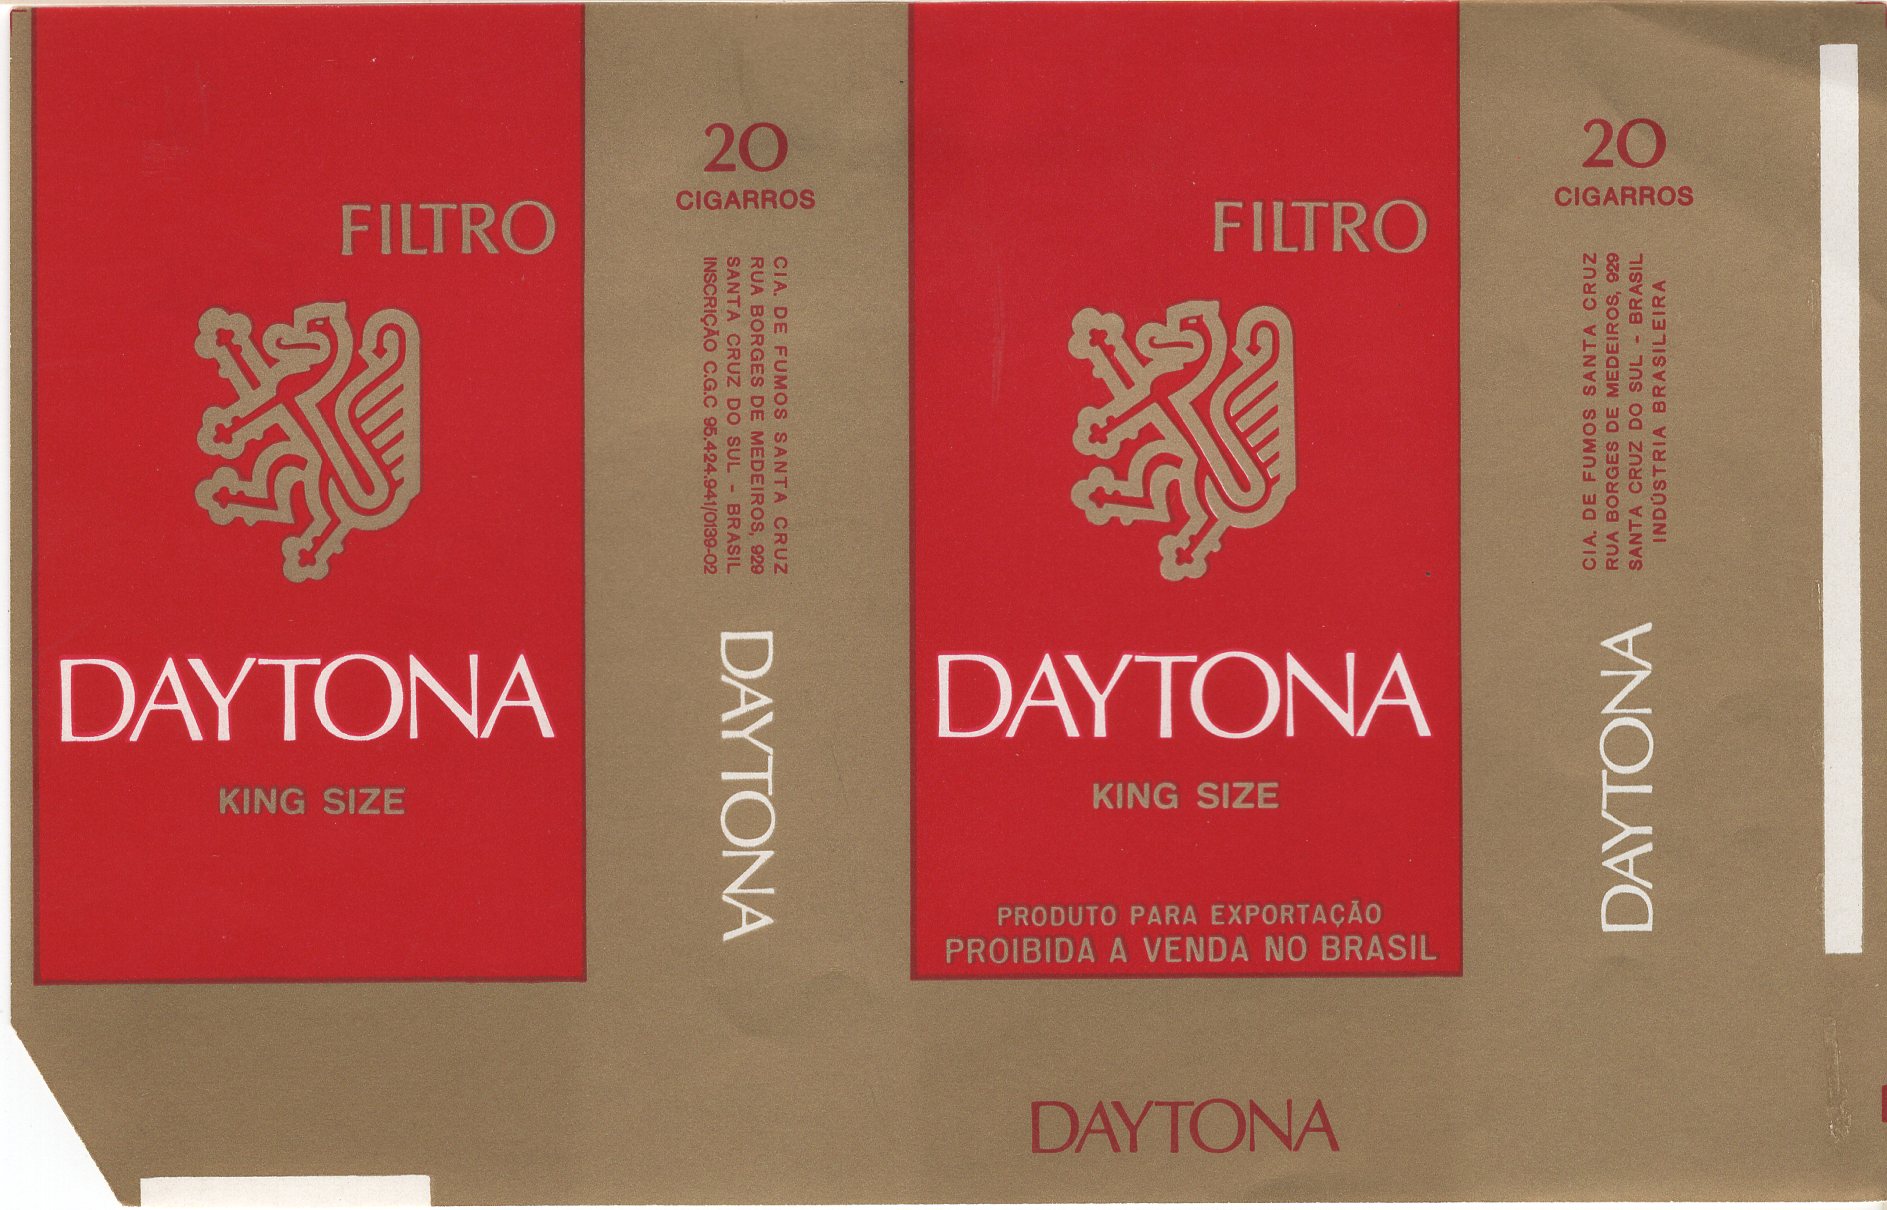 FILTRO
DAYTONA
KING SIZE
20
CIGARROS
CIA. DE FUMOS SANTA CRUZ
RUA BORGES DE MEDEIROS, 929
SANTA CRUZ DO SUL - BRASIL
INSCRIÇÃO C.G.C 95.424.941/0139-02
DAYTONA
FILTRO
DAYTONA
KING SIZE
PRODUTO PARA EXPORTAÇÃO
PROIBIDA A VENDA NO BRASIL
DAYTONA
20
CIGARROS
CIA. DE FUMOS SANTA CRUZ
RUA BORGES DE MEDEIROS, 929
SANTA CRUZ DO SUL - BRASIL
INDÚSTRIA BRASILEIRA
DAYTONA